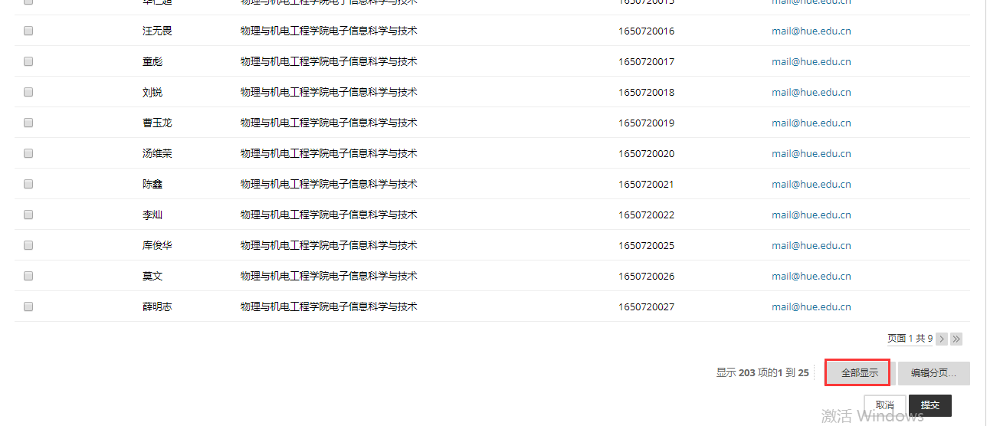 物理与机电工程学院电子信息科学与技术 1650720015 mail@hue.edu.cn
汪无畏 物理与机电工程学院电子信息科学与技术 1650720016 mail@hue.edu.cn
童彪 物理与机电工程学院电子信息科学与技术 1650720017 mail@hue.edu.cn
刘锐 物理与机电工程学院电子信息科学与技术 1650720018 mail@hue.edu.cn
曹玉龙 物理与机电工程学院电子信息科学与技术 1650720019 mail@hue.edu.cn
汤维荣 物理与机电工程学院电子信息科学与技术 1650720020 mail@hue.edu.cn
陈鑫 物理与机电工程学院电子信息科学与技术 1650720021 mail@hue.edu.cn
李灿 物理与机电工程学院电子信息科学与技术 1650720022 mail@hue.edu.cn
库俊华 物理与机电工程学院电子信息科学与技术 1650720025 mail@hue.edu.cn
莫文 物理与机电工程学院电子信息科学与技术 1650720026 mail@hue.edu.cn
薛明志 物理与机电工程学院电子信息科学与技术 1650720027 mail@hue.edu.cn
页面 1 共 9 > »
显示 203 项的1 到 25 全部显示 编辑分页...
取消 提交
激活 Windows